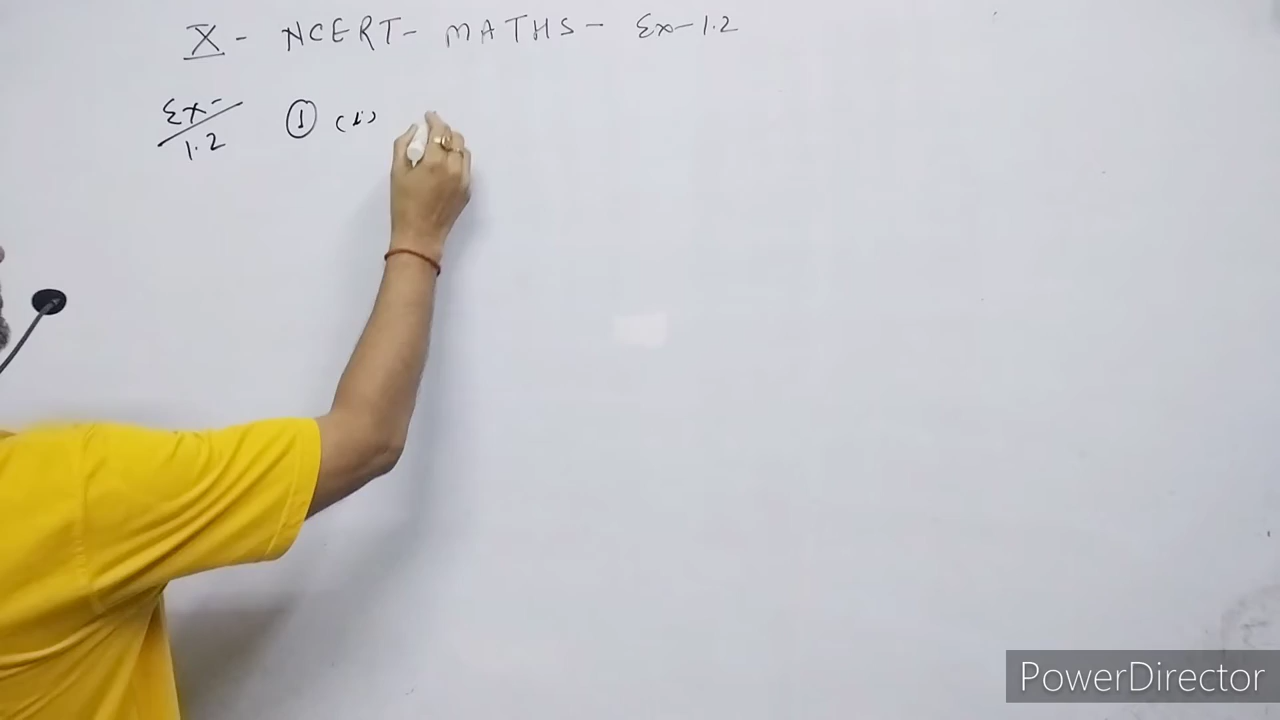 X - NCERT - MATHS - Ex - 1.2
Ex - 1.2 ① (i)
PowerDirector